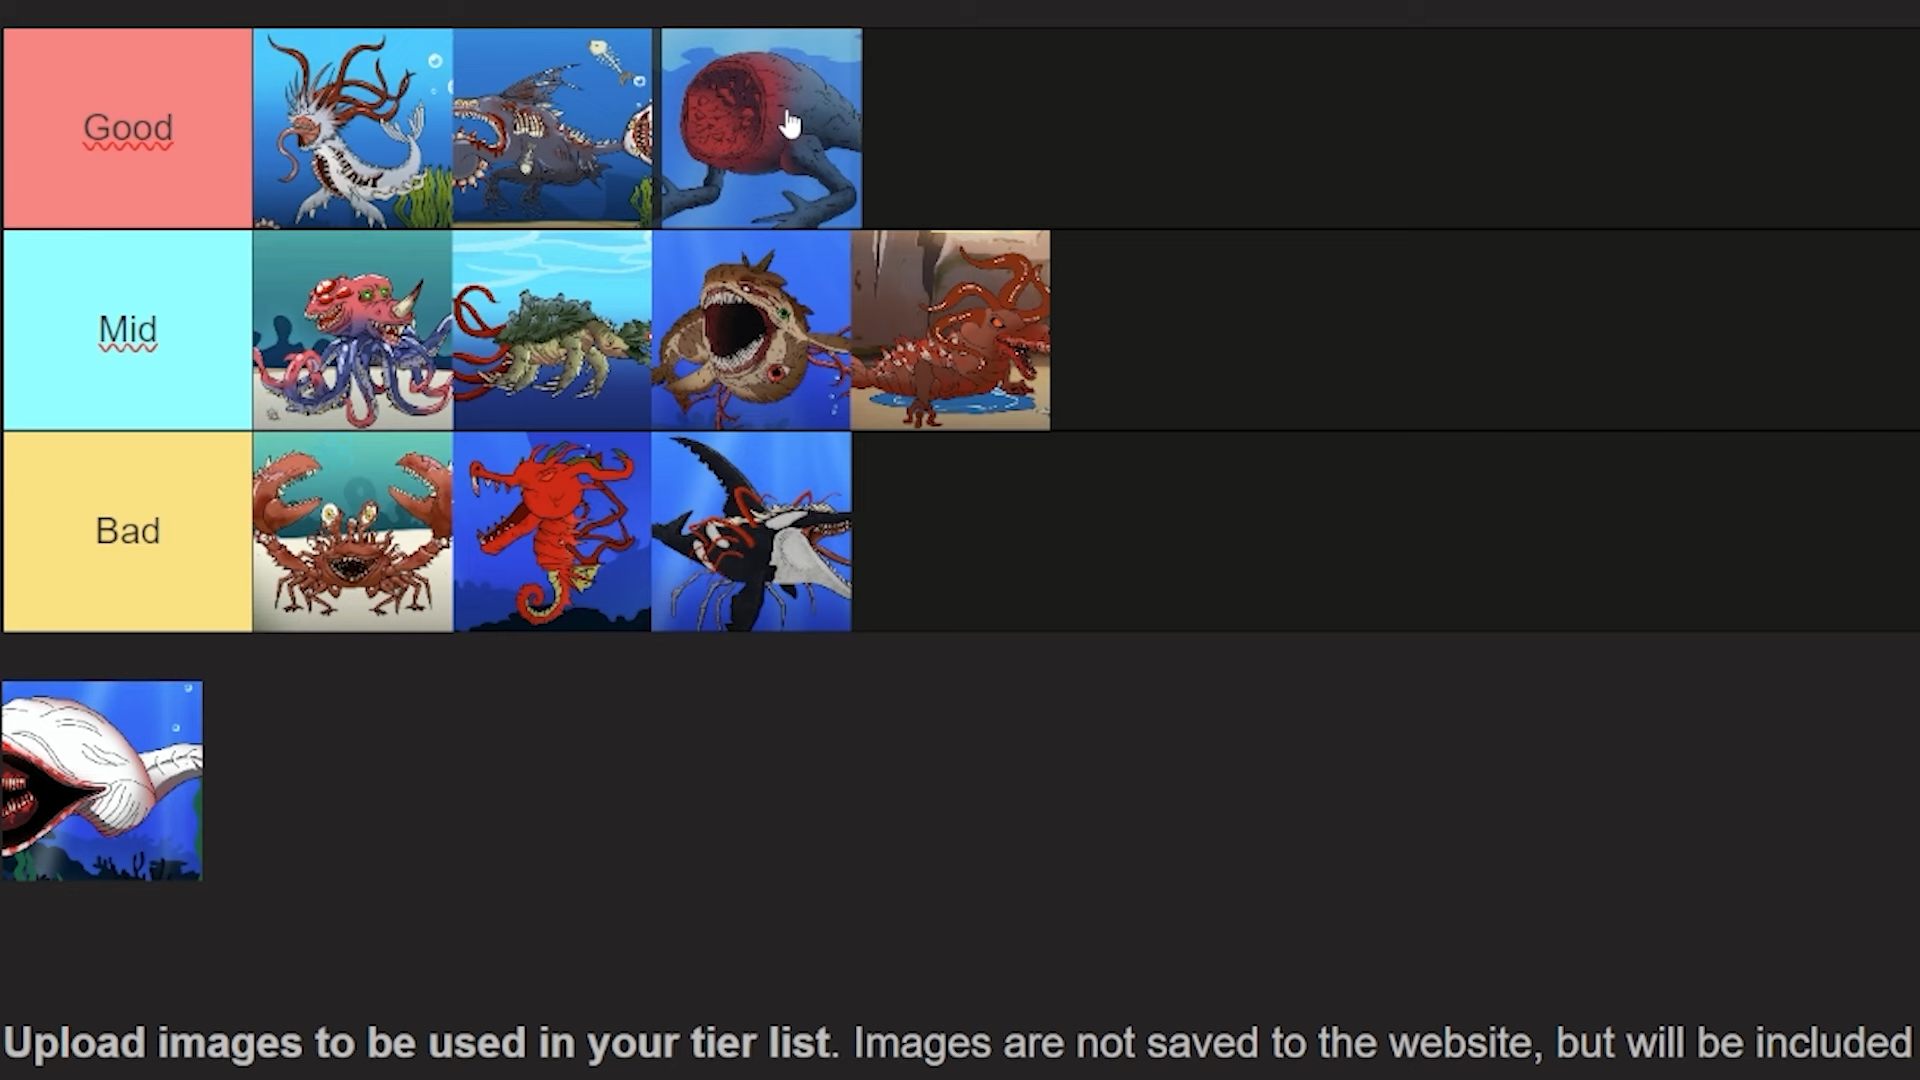 Good
Mid
Bad
Upload images to be used in your tier list. Images are not saved to the website, but will be included